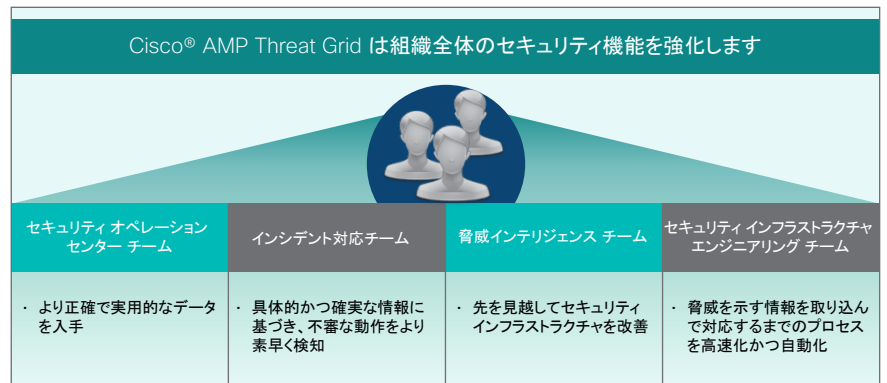 Cisco® AMP Threat Grid は組織全体のセキュリティ機能を強化します
セキュリティ オペレーション
センター チーム
インシデント対応チーム
脅威インテリジェンス チーム
セキュリティ インフラストラクチャ
エンジニアリング チーム
・ より正確で実用的なデータ
を入手
・ 具体的かつ確実な情報に
基づき、不審な動作をより
素早く検知
・ 先を見越してセキュリティ
インフラストラクチャを改善
・ 脅威を示す情報を取り込ん
で対応するまでのプロセス
を高速化かつ自動化